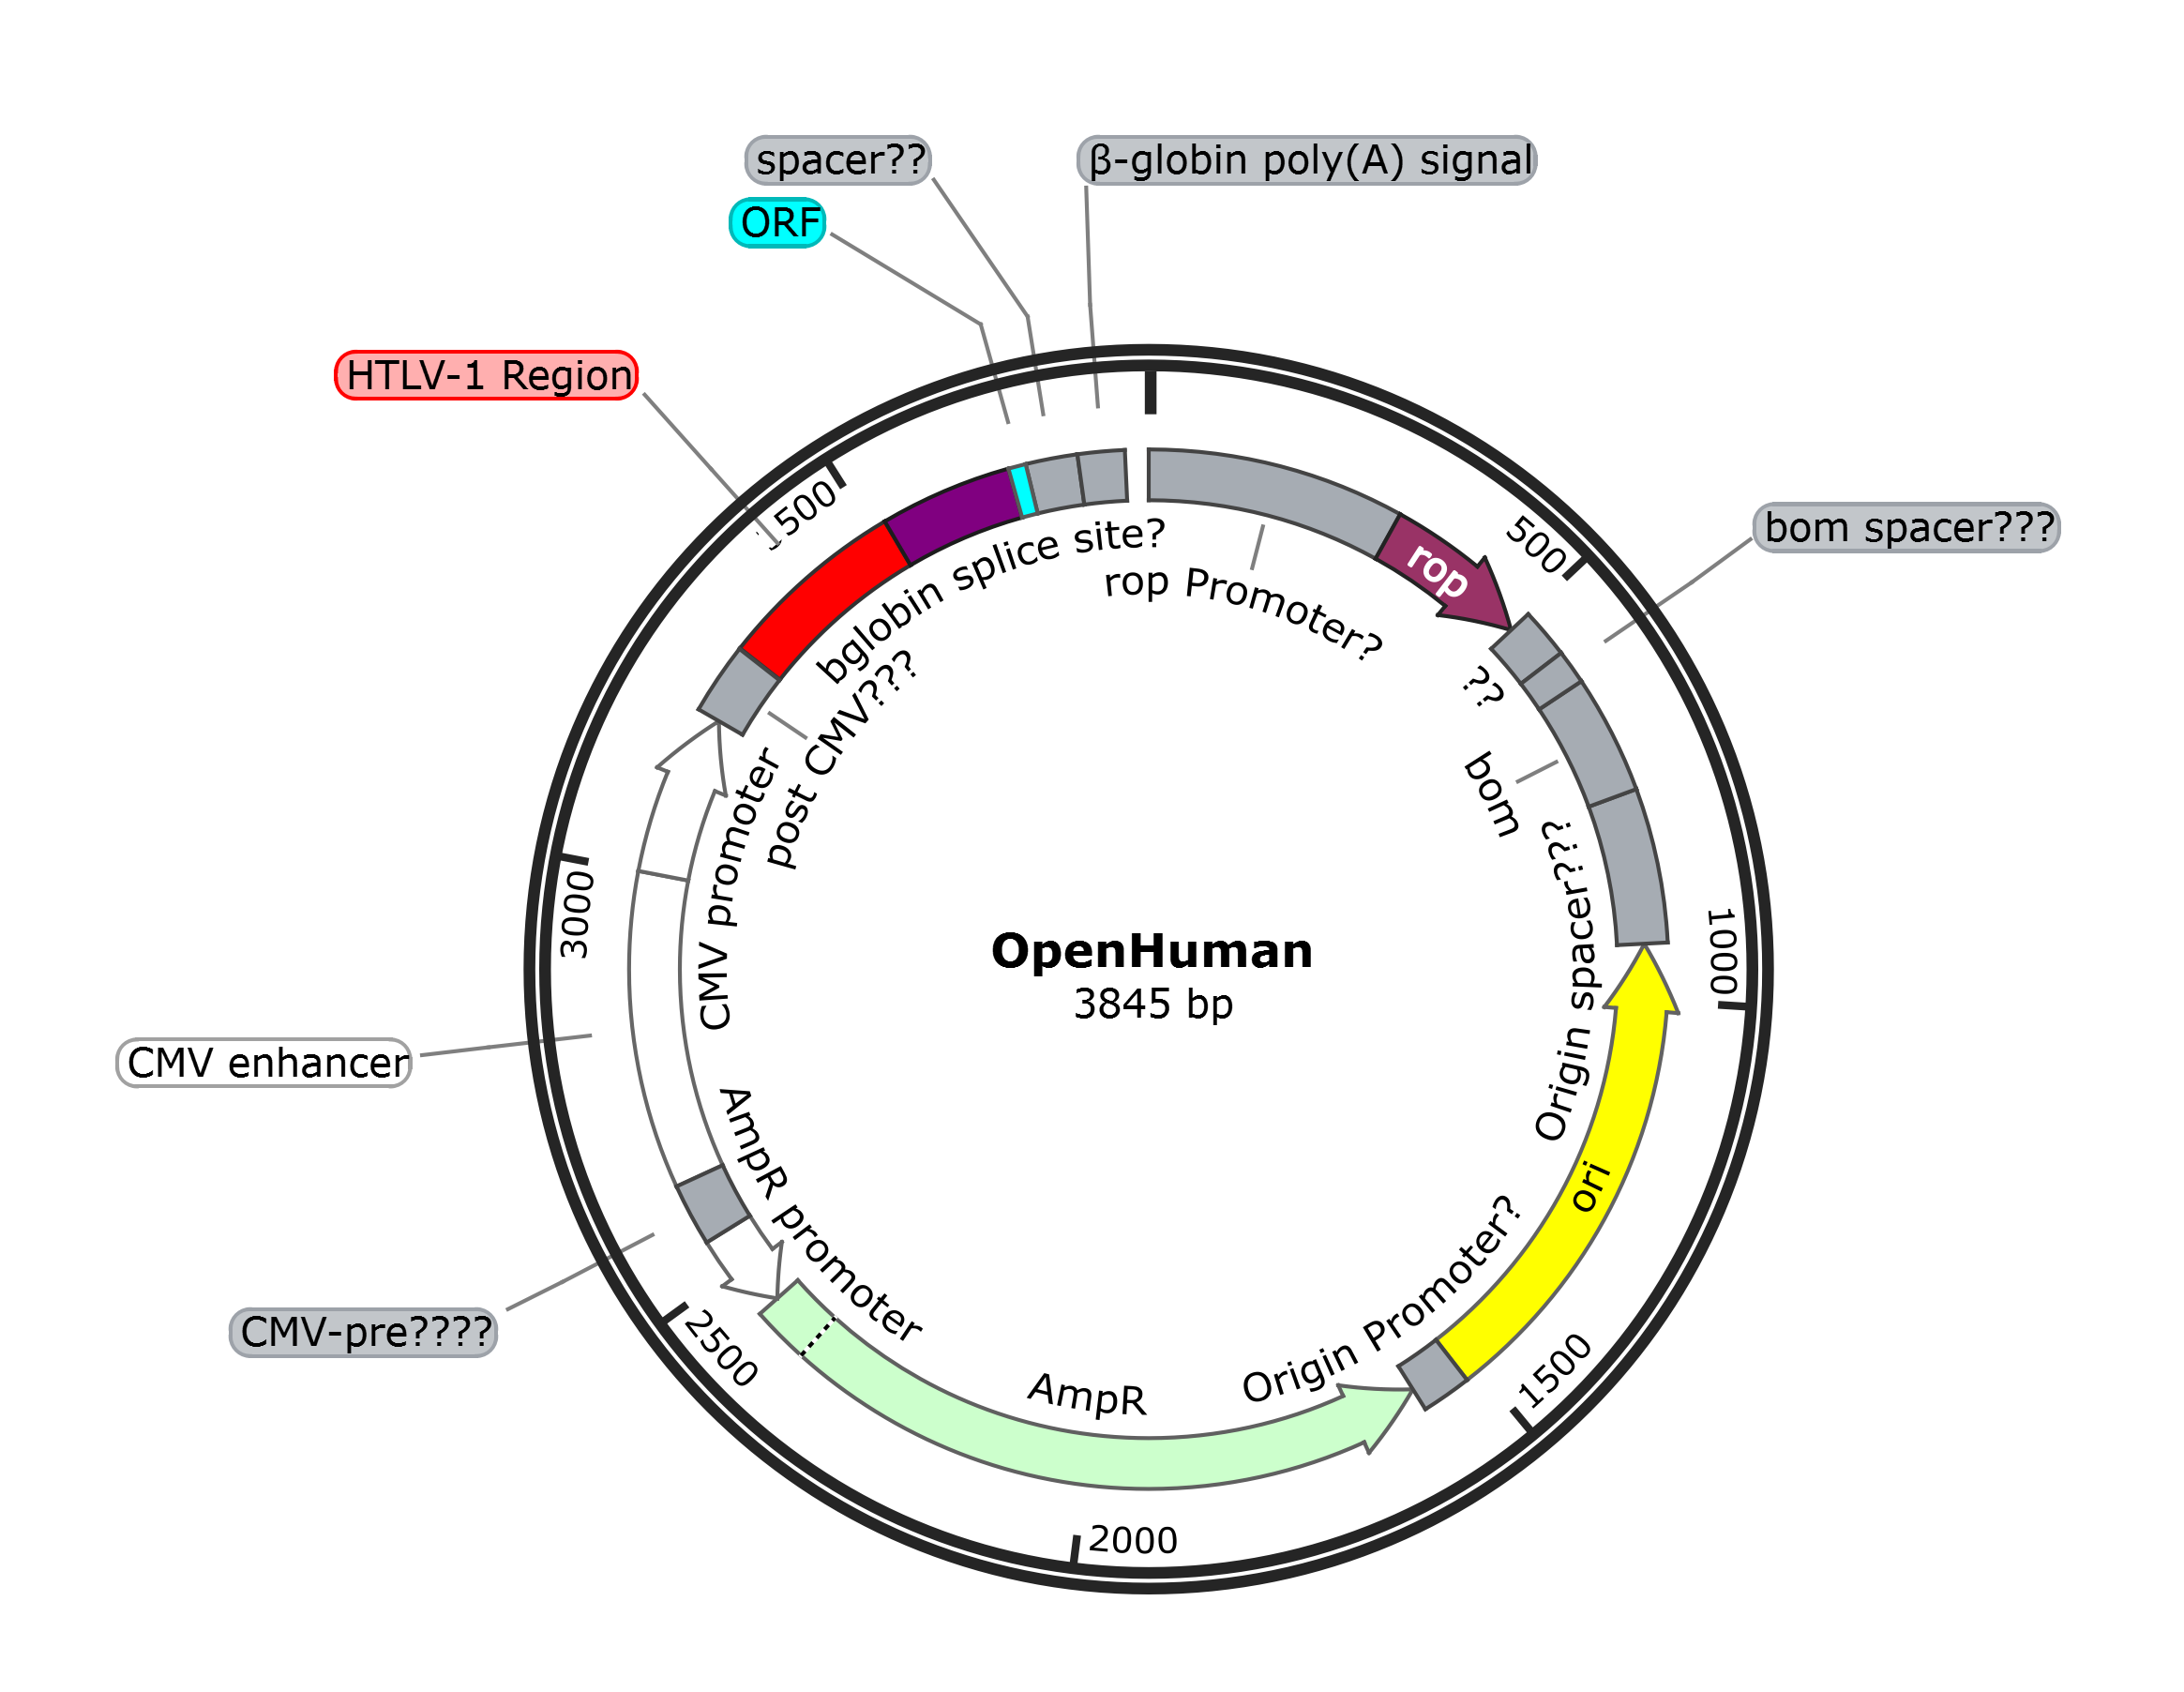 spacer??
β-globin poly(A) signal
ORF
HTLV-1 Region
bom spacer???
500
rop
bglobin splice site?
rop Promoter?
500
??
post CMV???
CMV promoter
bom
3000
1000
OpenHuman
3845 bp
Origin spacer???
CMV enhancer
AmpR promoter
ori
Origin Promoter?
CMV-pre????
2500
AmpR
1500
2000